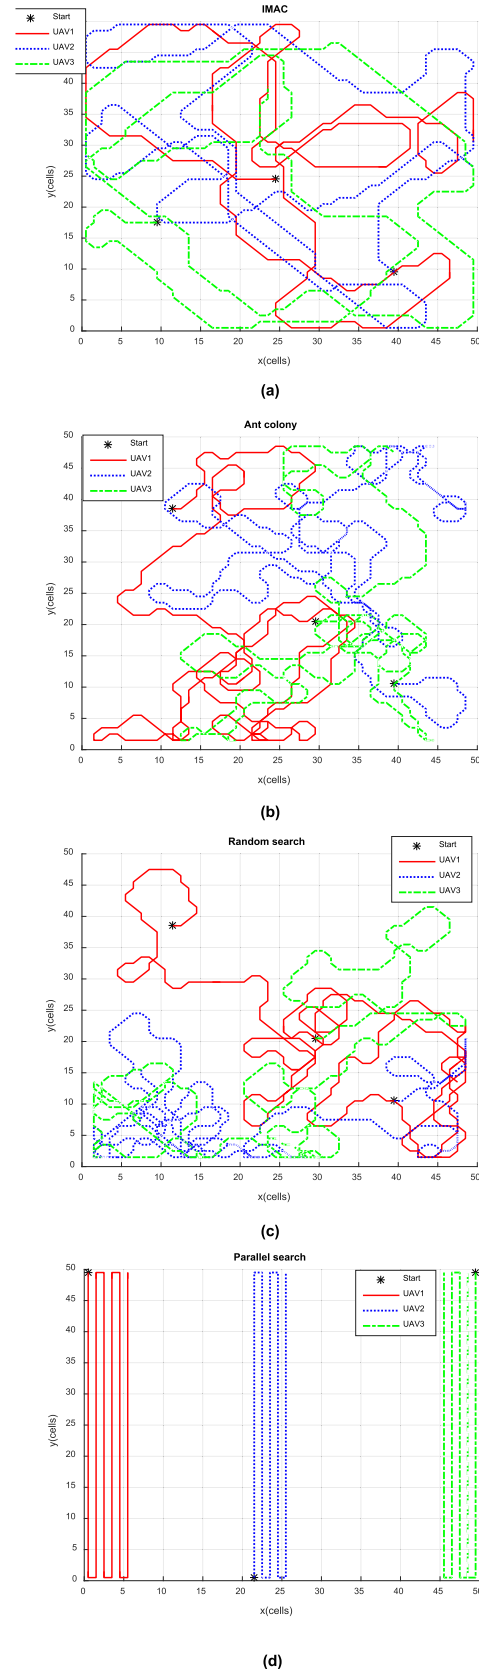 IMAC
Start
UAV1
UAV2
UAV3
45
40
35
30
25
20
15
10
5
0
y(cells)
0 5 10 15 20 25 30 35 40 45 50
x(cells)
(a)
Ant colony
Start
UAV1
UAV2
UAV3
50
45
40
35
30
25
20
15
10
5
0
y(cells)
0 5 10 15 20 25 30 35 40 45 50
x(cells)
(b)
Random search
Start
UAV1
UAV2
UAV3
50
45
40
35
30
25
20
15
10
5
0
y(cells)
0 5 10 15 20 25 30 35 40 45 50
x(cells)
(c)
Parallel search
Start
UAV1
UAV2
UAV3
50
45
40
35
30
25
20
15
10
5
0
y(cells)
0 5 10 15 20 25 30 35 40 45 50
x(cells)
(d)